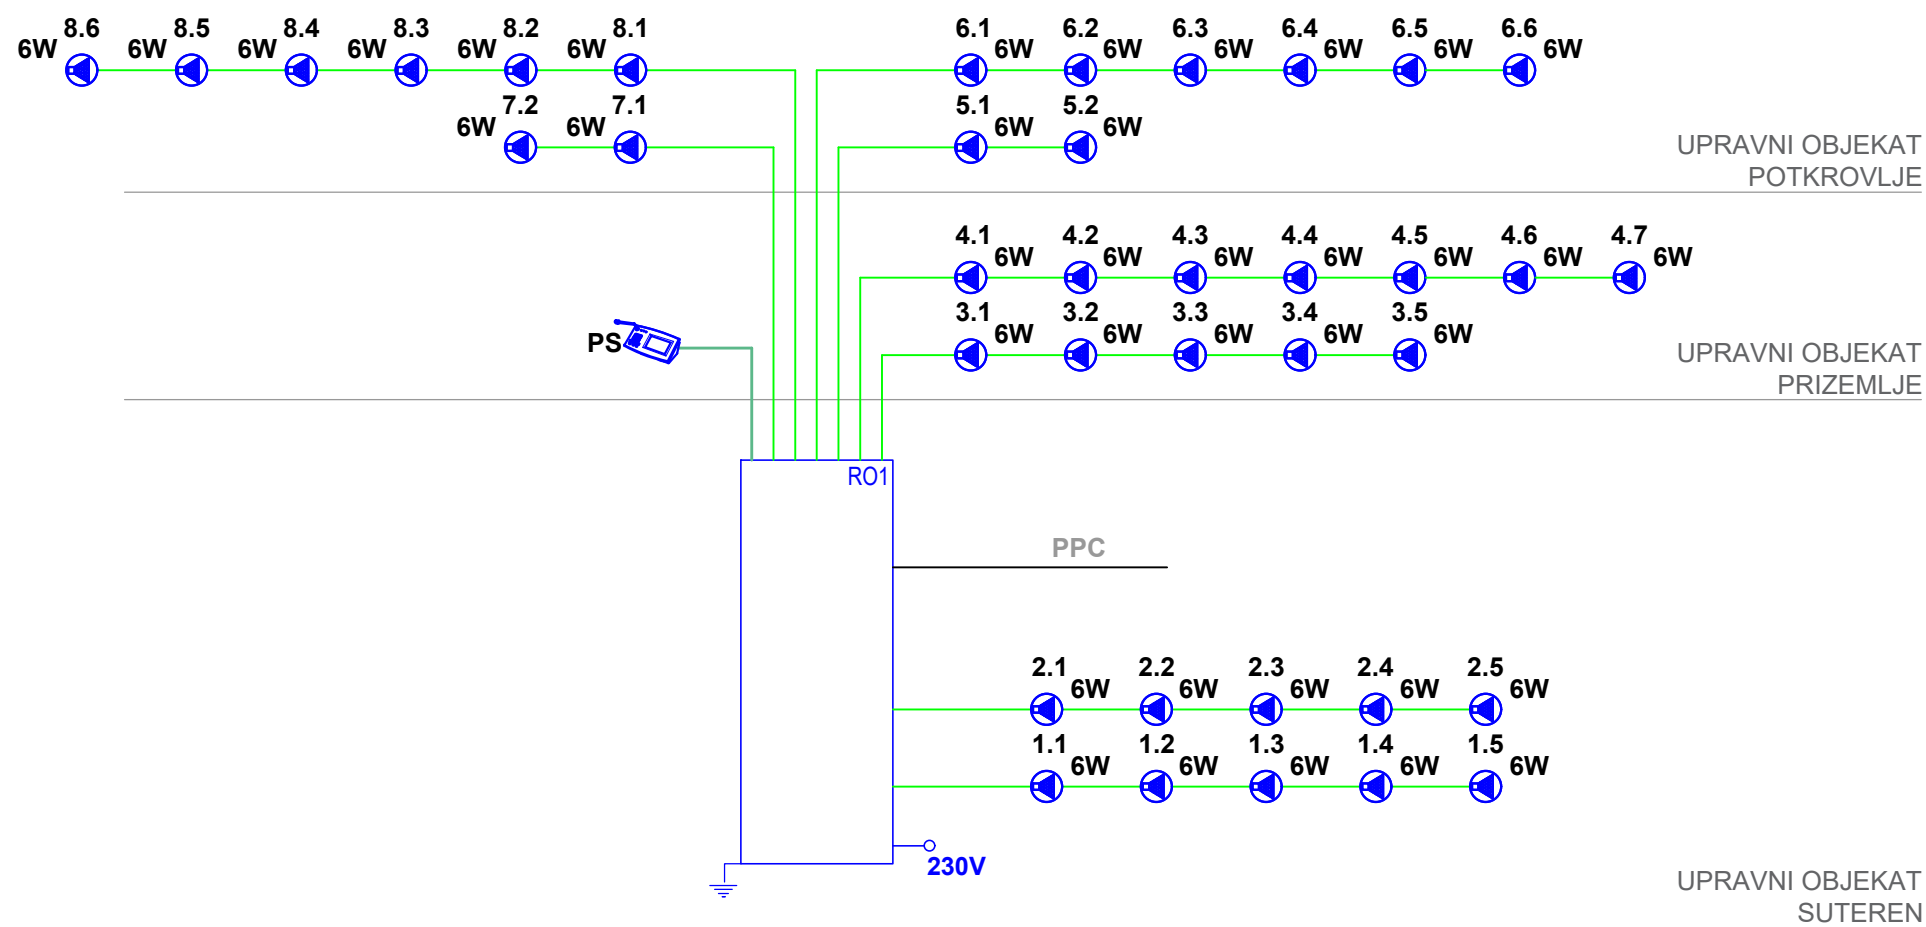 8.6 8.5 8.4 8.3 8.2 8.1 6.1 6.2 6.3 6.4 6.5 6.6
6W 6W 6W 6W 6W 6W 6W 6W 6W 6W 6W 6W
7.2 7.1 5.1 5.2
6W 6W 6W 6W
UPRAVNI OBJEKAT
POTKROVLJE
4.1 4.2 4.3 4.4 4.5 4.6 4.7
6W 6W 6W 6W 6W 6W 6W
3.1 3.2 3.3 3.4 3.5
6W 6W 6W 6W 6W
PS
UPRAVNI OBJEKAT
PRIZEMLJE
RO1
PPC
2.1 2.2 2.3 2.4 2.5
6W 6W 6W 6W 6W
1.1 1.2 1.3 1.4 1.5
6W 6W 6W 6W 6W
230V
UPRAVNI OBJEKAT
SUTEREN